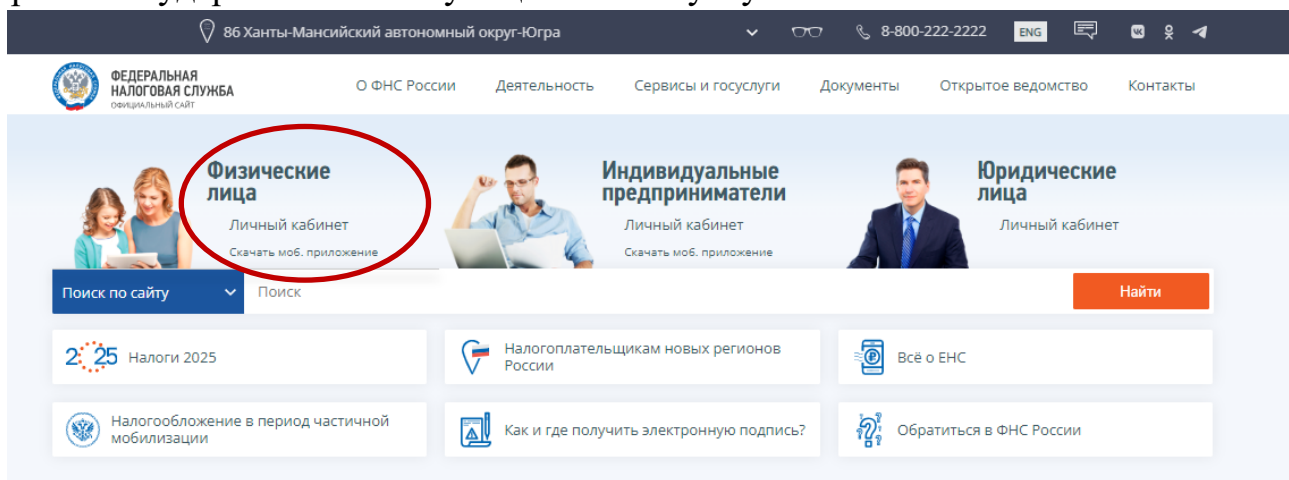 86 Ханты-Мансийский автономный округ-Югра
8-800-222-2222
ENG
ФЕДЕРАЛЬНАЯ
НАЛОГОВАЯ СЛУЖБА
ОФИЦИАЛЬНЫЙ САЙТ
О ФНС России
Деятельность
Сервисы и госуслуги
Документы
Открытое ведомство
Контакты
Физические
лица
Личный кабинет
Скачать моб. приложение
Индивидуальные
предприниматели
Личный кабинет
Скачать моб. приложение
Юридические
лица
Личный кабинет
Поиск по сайту
Поиск
Найти
2025 Налоги 2025
Налогоплательщикам новых регионов
России
Всё о ЕНС
Налогообложение в период частичной
мобилизации
Как и где получить электронную подпись?
Обратиться в ФНС России